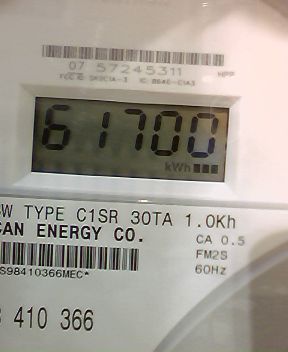 07 57245311
HPP
61700
kWh
TYPE C1SR 30TA 1.0Kh
CAN ENERGY CO.
CA 0.5
FM2S
60Hz
S98410366MEC*
410 366